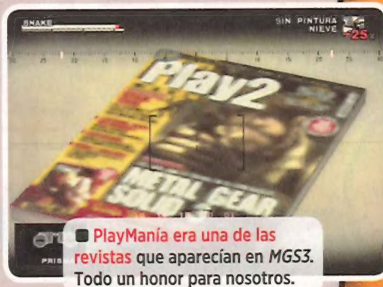 SNAKE
SIN PINTURA
NIEVE
-25%
Play2
METAL GEAR
SOLID
■ PlayManía era una de las
revistas que aparecían en MGS3.
Todo un honor para nosotros.